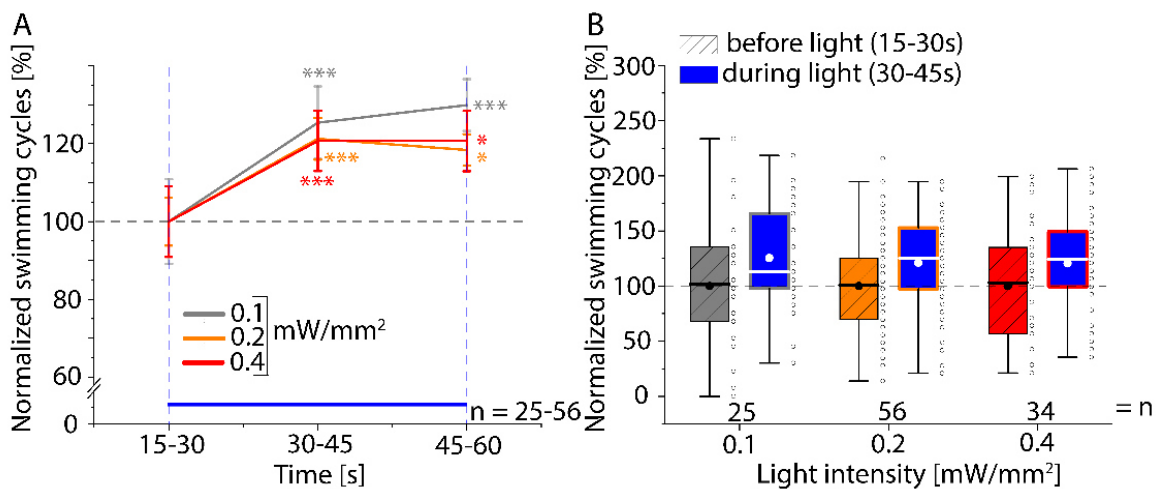 A
Normalized swimming cycles [%]
120
100
80
60
0
***
***
***
***
*
*
0.1
0.2
0.4
mW/mm²
n = 25-56
15-30
30-45
45-60
Time [s]
B
before light (15-30s)
during light (30-45s)
Normalized swimming cycles [%]
300
250
200
150
100
50
0
25
56
34
= n
0.1
0.2
0.4
Light intensity [mW/mm²]